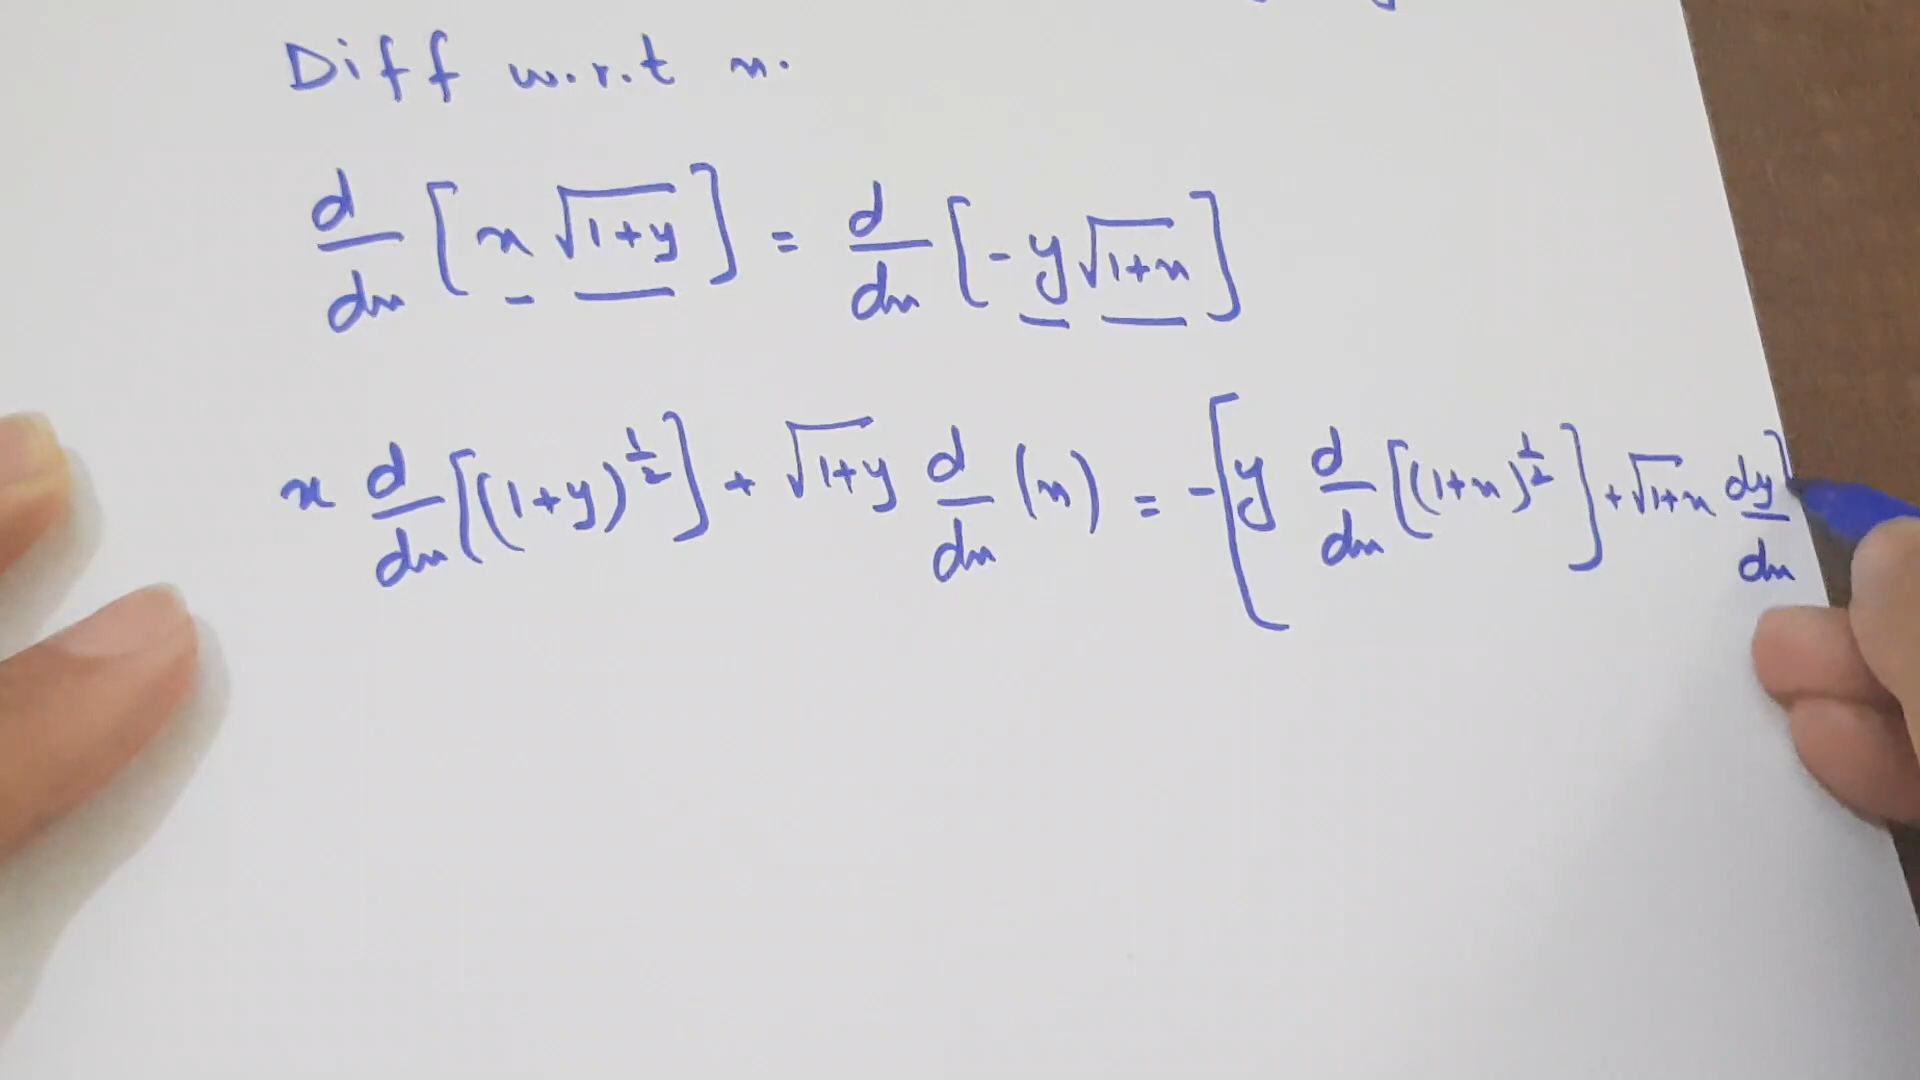 Diff w.r.t x.
d/dx [x √(1+y)] = d/dx [-y√(1+x)]
x d/dx [(1+y)^(1/2)] + √(1+y) d/dx (x) = -[y d/dx [(1+x)^(1/2)] + √(1+x) dy/dx]